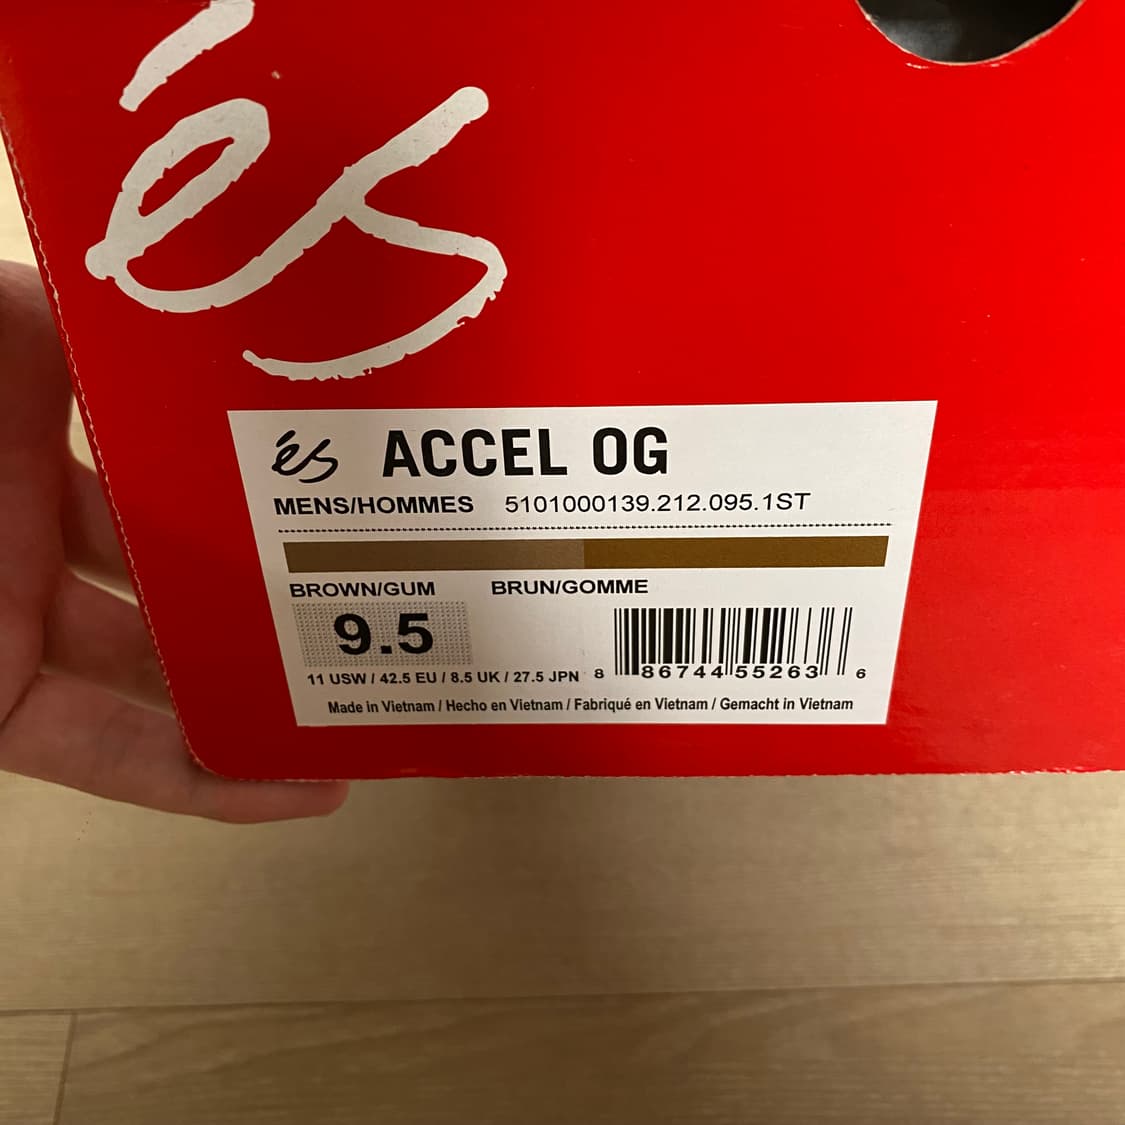 és
és ACCEL OG
MENS/HOMMES 5101000139.212.095.1ST
BROWN/GUM BRUN/GOMME
9.5
11 USW / 42.5 EU / 8.5 UK / 27.5 JPN
8 86744 55263 6
Made in Vietnam / Hecho en Vietnam / Fabriqué en Vietnam / Gemacht in Vietnam